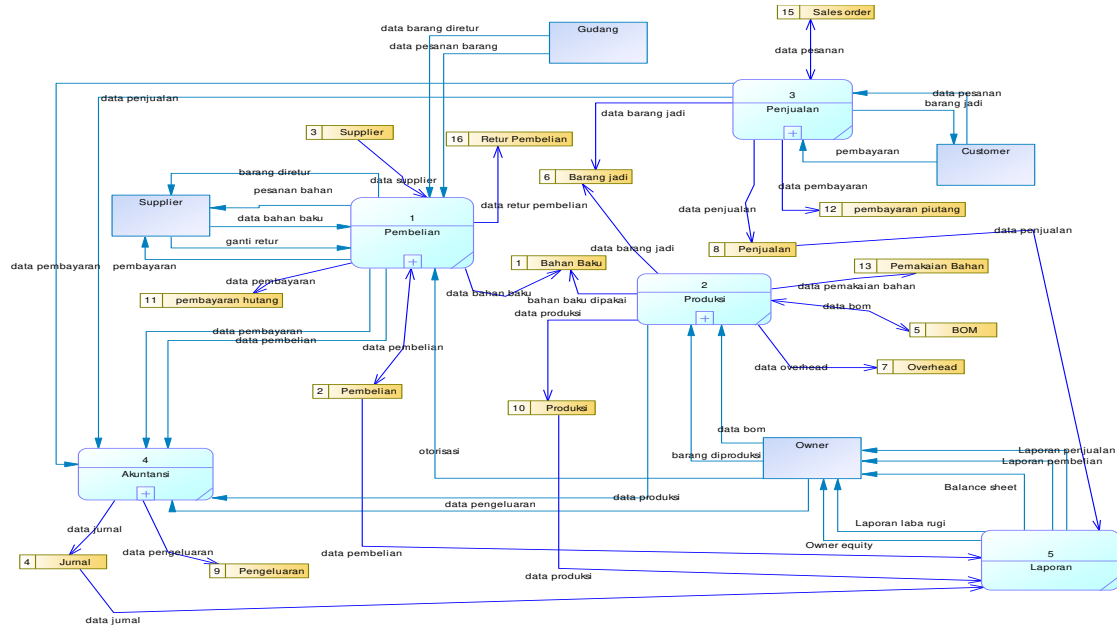 15 Sales order
data barang diretur
Gudang
data pesanan barang
data pesanan
3
Penjualan
data penjualan
data pesanan
barang jadi
data barang jadi
3 Supplier
16 Retur Pembelian
pembayaran
Customer
barang diretur
data supplier
6 Barang jadi
pesanan bahan
data pembayaran
Supplier
data bahan baku
1
Pembelian
data retur pembelian
data penjualan
12 pembayaran piutang
ganti retur
data barang jadi
8 Penjualan
data penjualan
data pembayaran
pembayaran
1 Bahan Baku
13 Pemakaian Bahan
data pembayaran
data bahan baku
bahan baku dipakai
2
Produksi
data pemakaian bahan
11 pembayaran hutang
data produksi
data bom
data pembayaran
data pembelian
data pembelian
5 BOM
data overhead
7 Overhead
2 Pembelian
10 Produksi
data bom
4
Akuntansi
otorisasi
barang diproduksi
Owner
Laporan penjualan
Laporan pembelian
Balance sheet
data produksi
data pengeluaran
data jurnal
Laporan laba rugi
data pengeluaran
data pembelian
Owner equity
4 Jurnal
9 Pengeluaran
data produksi
5
Laporan
data jurnal